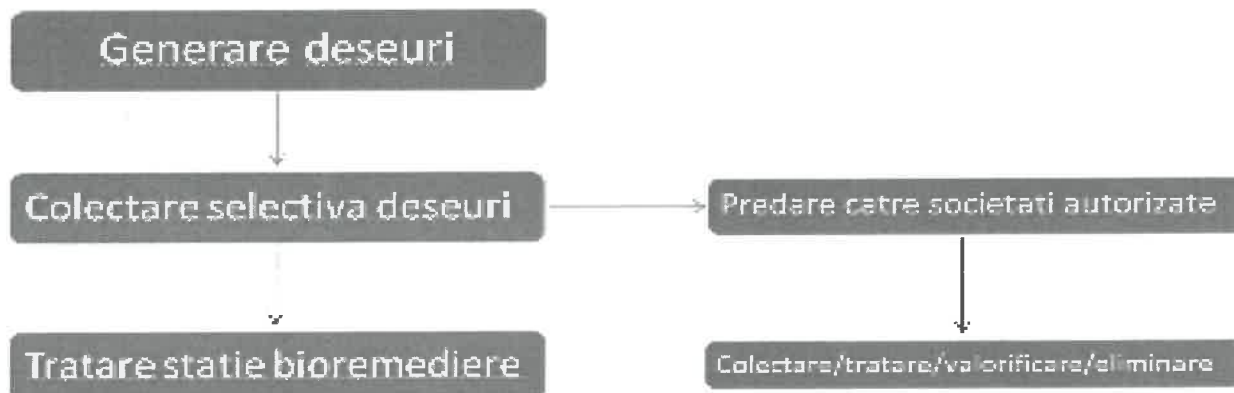 Generare deseuri
Colectare selectiva deseuri
Predare catre societati autorizate
Tratare statie bioremediere
Colectare/tratare/valorificare/eliminare